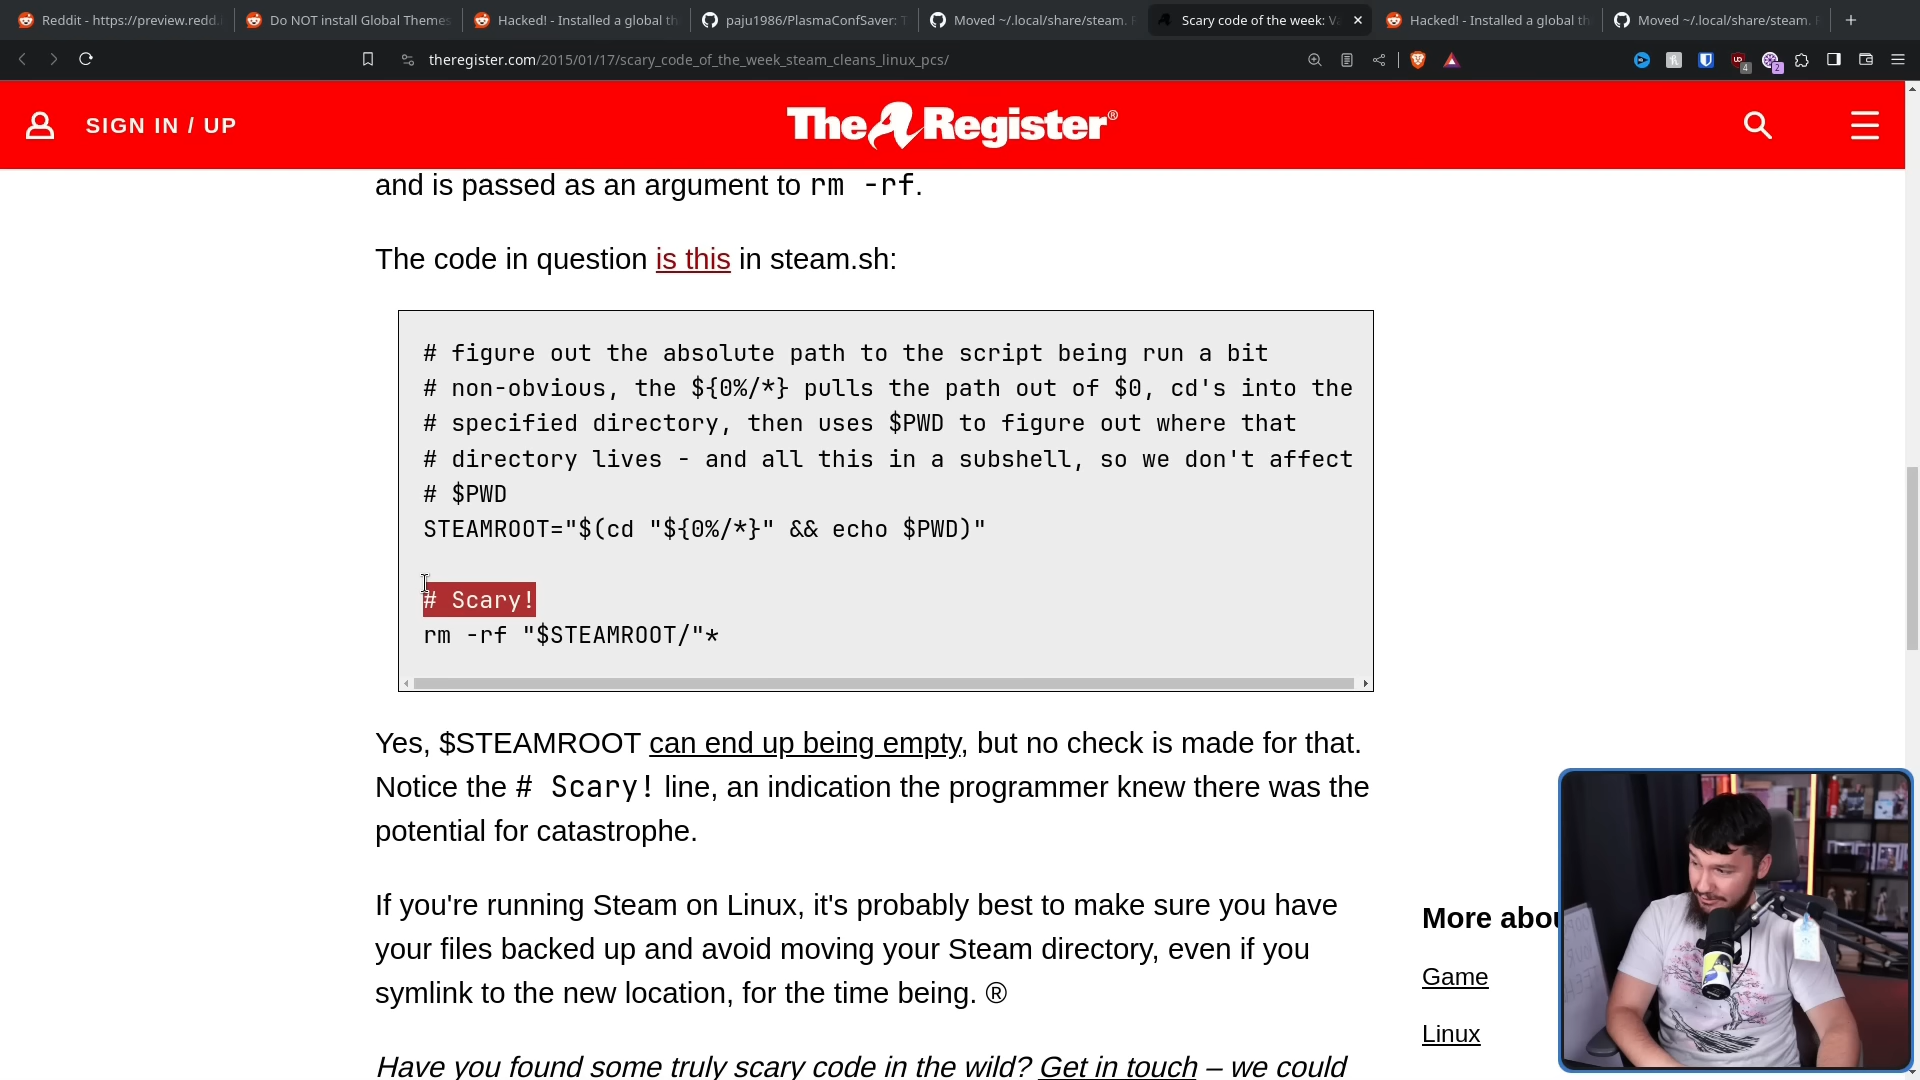 Reddit - https://preview.redd.
Do NOT install Global Themes
Hacked! - Installed a global th
paju1986/PlasmaConfSaver: T
Moved ~/.local/share/steam. R
Scary code of the week: Va
Hacked! - Installed a global th
Moved ~/.local/share/steam. R
theregister.com/2015/01/17/scary_code_of_the_week_steam_cleans_linux_pcs/
4
2
SIGN IN / UP
The Register®
and is passed as an argument to rm -rf.
The code in question is this in steam.sh:
# figure out the absolute path to the script being run a bit
# non-obvious, the ${0%/*} pulls the path out of $0, cd's into the
# specified directory, then uses $PWD to figure out where that
# directory lives - and all this in a subshell, so we don't affect
# $PWD
STEAMROOT="$(cd "${0%/*}" && echo $PWD)"
# Scary!
rm -rf "$STEAMROOT/"*
Yes, $STEAMROOT can end up being empty, but no check is made for that.
Notice the # Scary! line, an indication the programmer knew there was the
potential for catastrophe.
If you're running Steam on Linux, it's probably best to make sure you have
your files backed up and avoid moving your Steam directory, even if you
symlink to the new location, for the time being. ®
Have you found some truly scary code in the wild? Get in touch – we could
More abou
Game
Linux